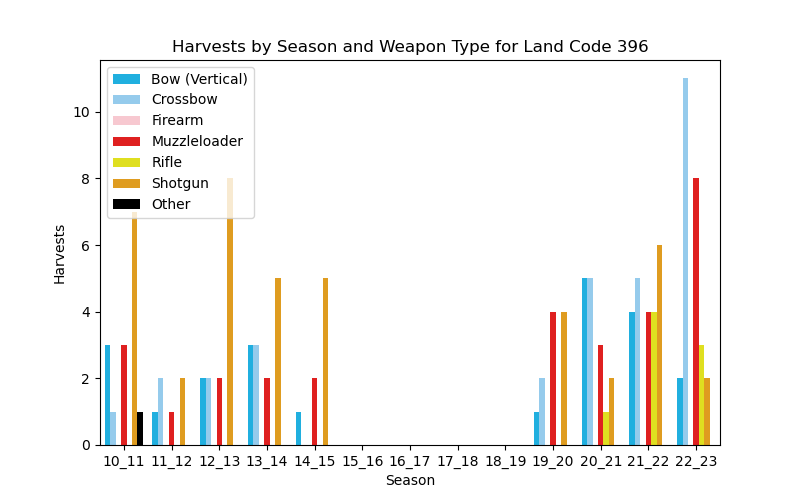 Harvests by Season and Weapon Type for Land Code 396
Bow (Vertical)
Crossbow
Firearm
Muzzleloader
Rifle
Shotgun
Other
10
8
6
4
2
0
Harvests
10_11 11_12 12_13 13_14 14_15 15_16 16_17 17_18 18_19 19_20 20_21 21_22 22_23
Season